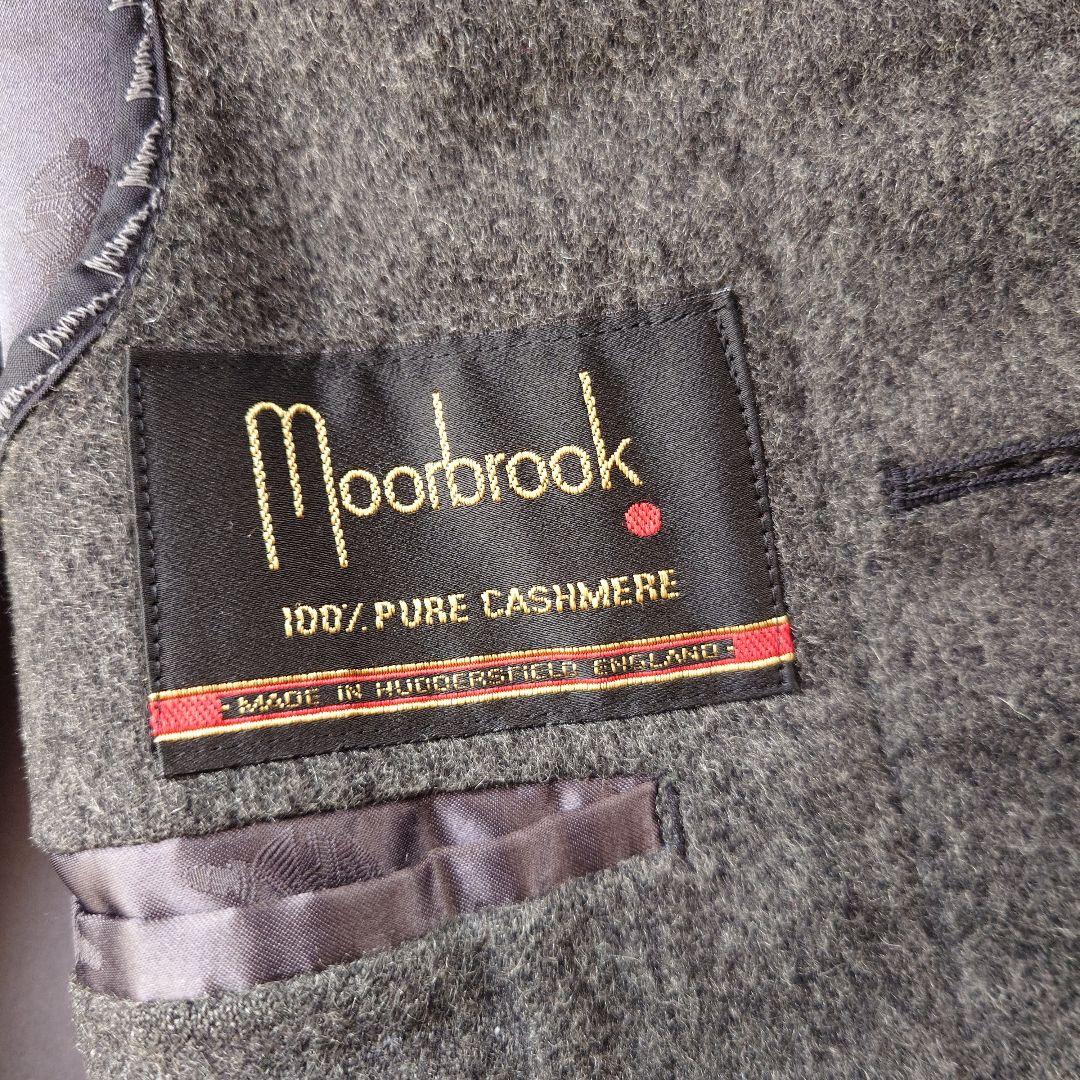 Moorbrook
100% PURE CASHMERE
MADE IN HUDDERSFIELD ENGLAND